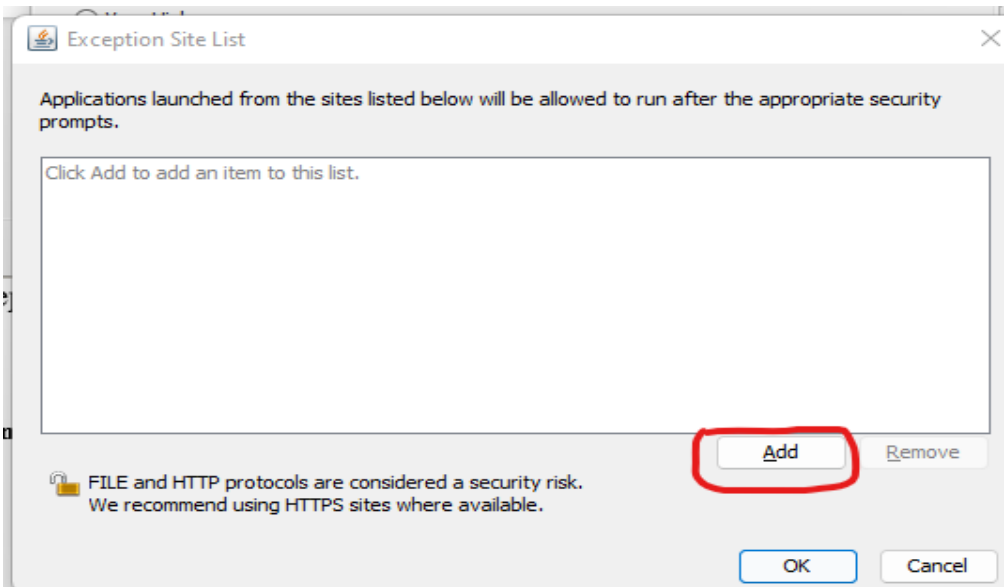 Exception Site List
Applications launched from the sites listed below will be allowed to run after the appropriate security
prompts.
Click Add to add an item to this list.
Add
Remove
FILE and HTTP protocols are considered a security risk.
We recommend using HTTPS sites where available.
OK
Cancel